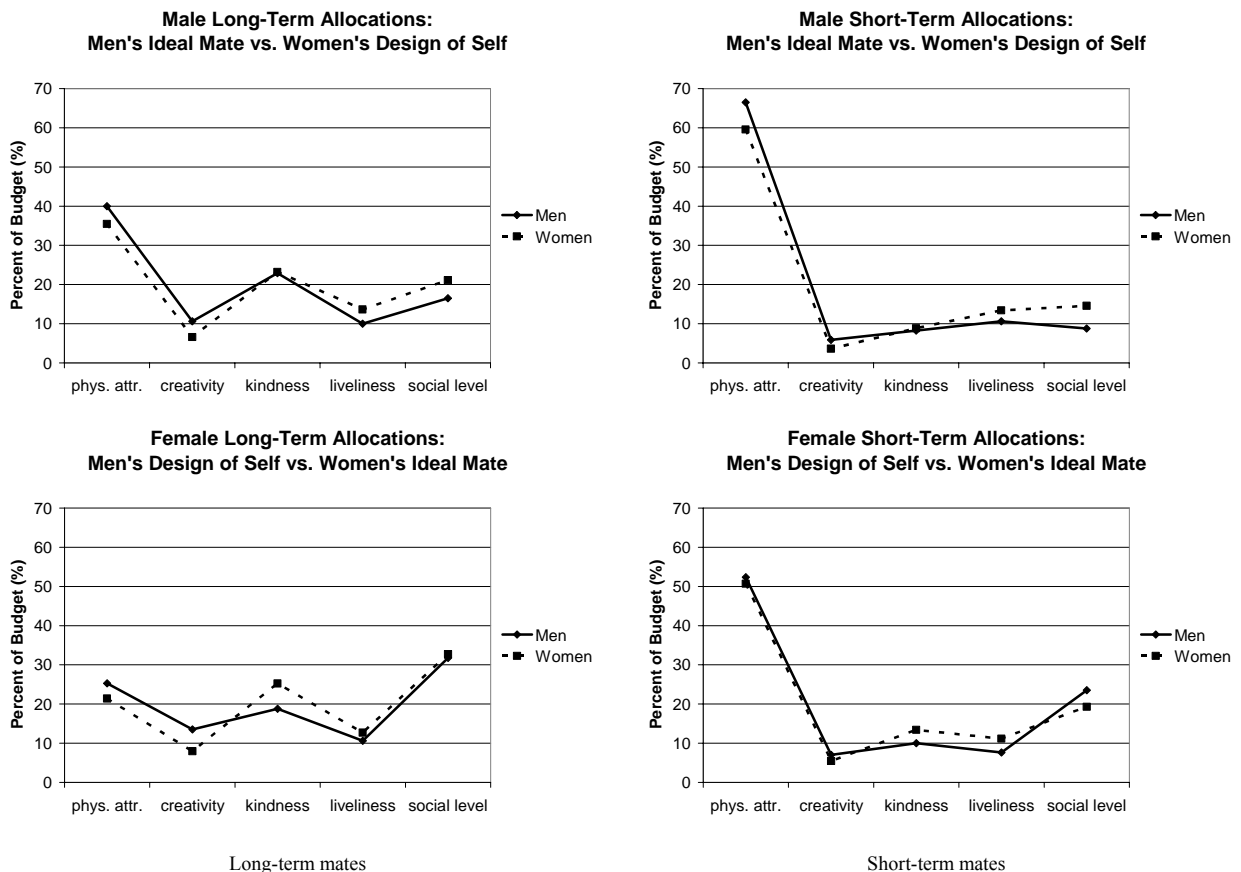 Male Long-Term Allocations:
Men's Ideal Mate vs. Women's Design of Self
Percent of Budget (%)
70
60
50
40
30
20
10
0
phys. attr. creativity kindness liveliness social level
Men
Women
Male Short-Term Allocations:
Men's Ideal Mate vs. Women's Design of Self
Percent of Budget (%)
70
60
50
40
30
20
10
0
phys. attr. creativity kindness liveliness social level
Men
Women
Female Long-Term Allocations:
Men's Design of Self vs. Women's Ideal Mate
Percent of Budget (%)
70
60
50
40
30
20
10
0
phys. attr. creativity kindness liveliness social level
Men
Women
Female Short-Term Allocations:
Men's Design of Self vs. Women's Ideal Mate
Percent of Budget (%)
70
60
50
40
30
20
10
0
phys. attr. creativity kindness liveliness social level
Men
Women
Long-term mates
Short-term mates